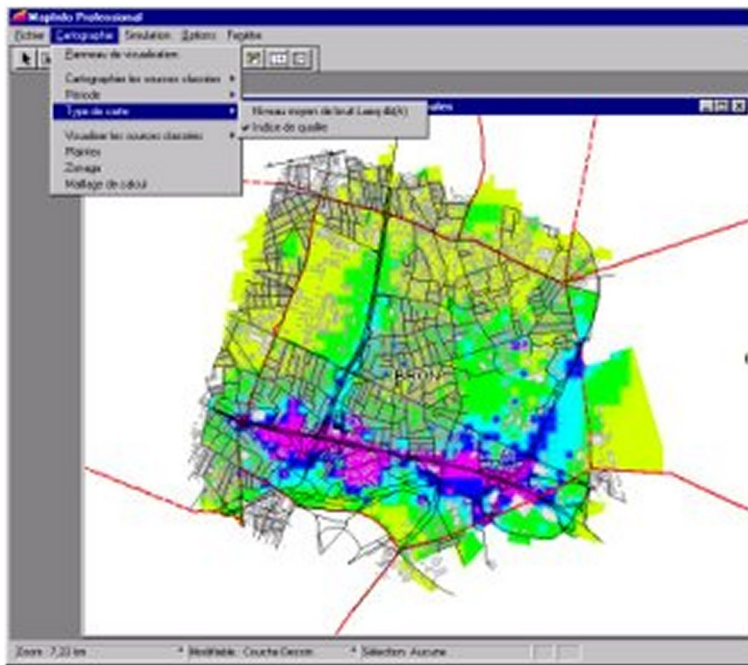 MapInfo Professional
Fichier Cartographier Simulation Options Fenêtre
Panneau de visualisation
Cartographier les sources classées
Période
Type de carte
Niveau moyen de bruit Laeq dB(A)
Indice de qualité
Visualiser les sources classées
Mairies
Zonage
Maillage de calcul
BRON
Zoom : 7,23 km
Modifiable : Couche Dessin
Sélection : Aucune